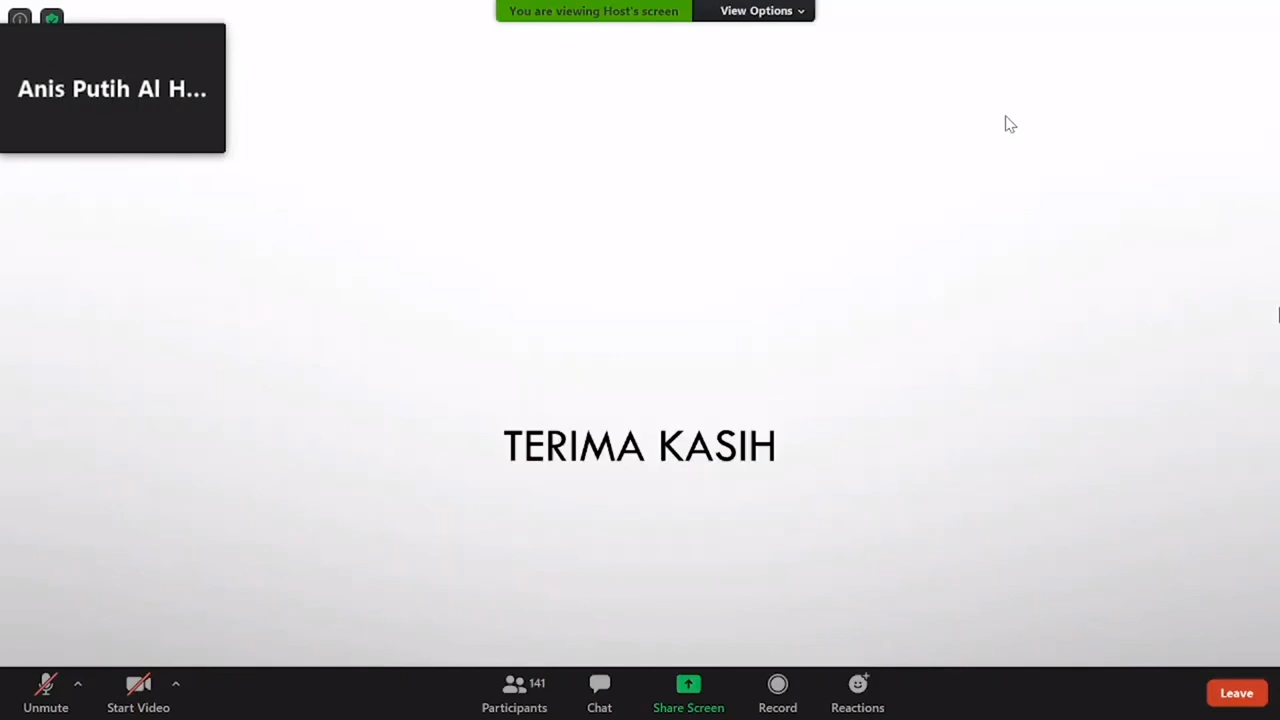 You are viewing Host's screen
View Options
Anis Putih Al H...
TERIMA KASIH
Unmute
Start Video
141
Participants
Chat
Share Screen
Record
Reactions
Leave